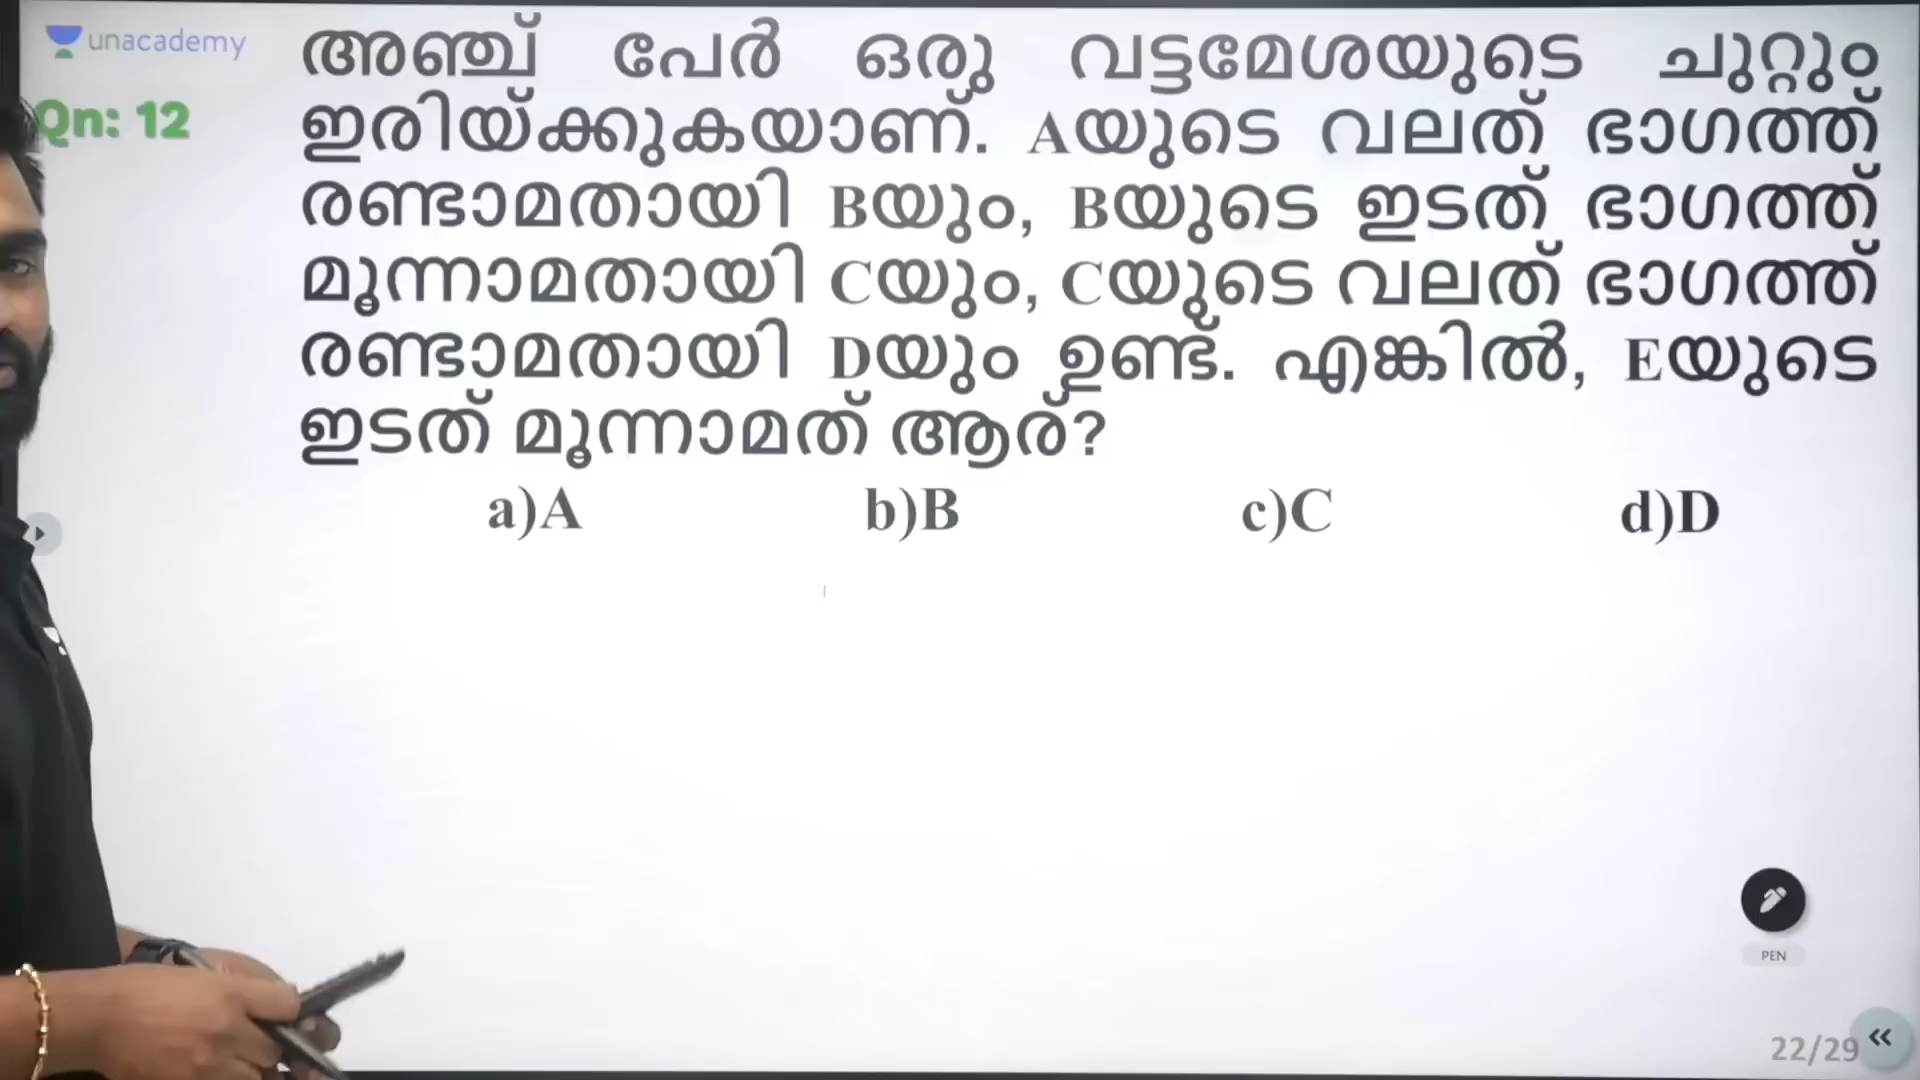 unacademy
Qn: 12
അഞ്ച് പേർ ഒരു വട്ടമേശയുടെ ചുറ്റും
ഇരിയ്ക്കുകയാണ്. Aയുടെ വലത് ഭാഗത്ത്
രണ്ടാമതായി Bയും, Bയുടെ ഇടത് ഭാഗത്ത്
മൂന്നാമതായി Cയും, Cയുടെ വലത് ഭാഗത്ത്
രണ്ടാമതായി Dയും ഉണ്ട്. എങ്കിൽ, Eയുടെ
ഇടത് മൂന്നാമത് ആര്?
a)A b)B c)C d)D
PEN
22/29